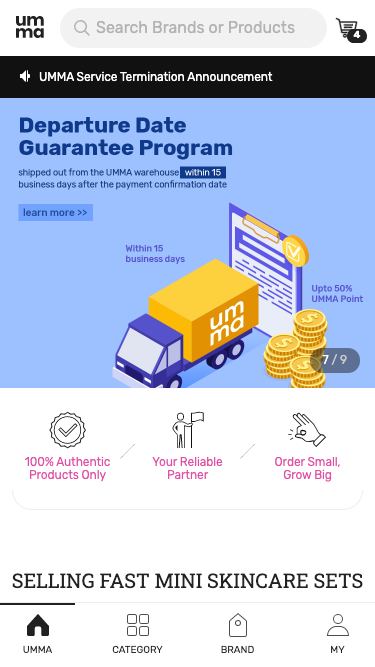 um
ma
Search Brands or Products
4
UMMA Service Termination Announcement
Departure Date
Guarantee Program
shipped out from the UMMA warehouse within 15
business days after the payment confirmation date
learn more >>
Within 15
business days
Upto 50%
UMMA Point
um
ma
7 / 9
100% Authentic
Products Only
Your Reliable
Partner
Order Small,
Grow Big
SELLING FAST MINI SKINCARE SETS
UMMA
CATEGORY
BRAND
MY